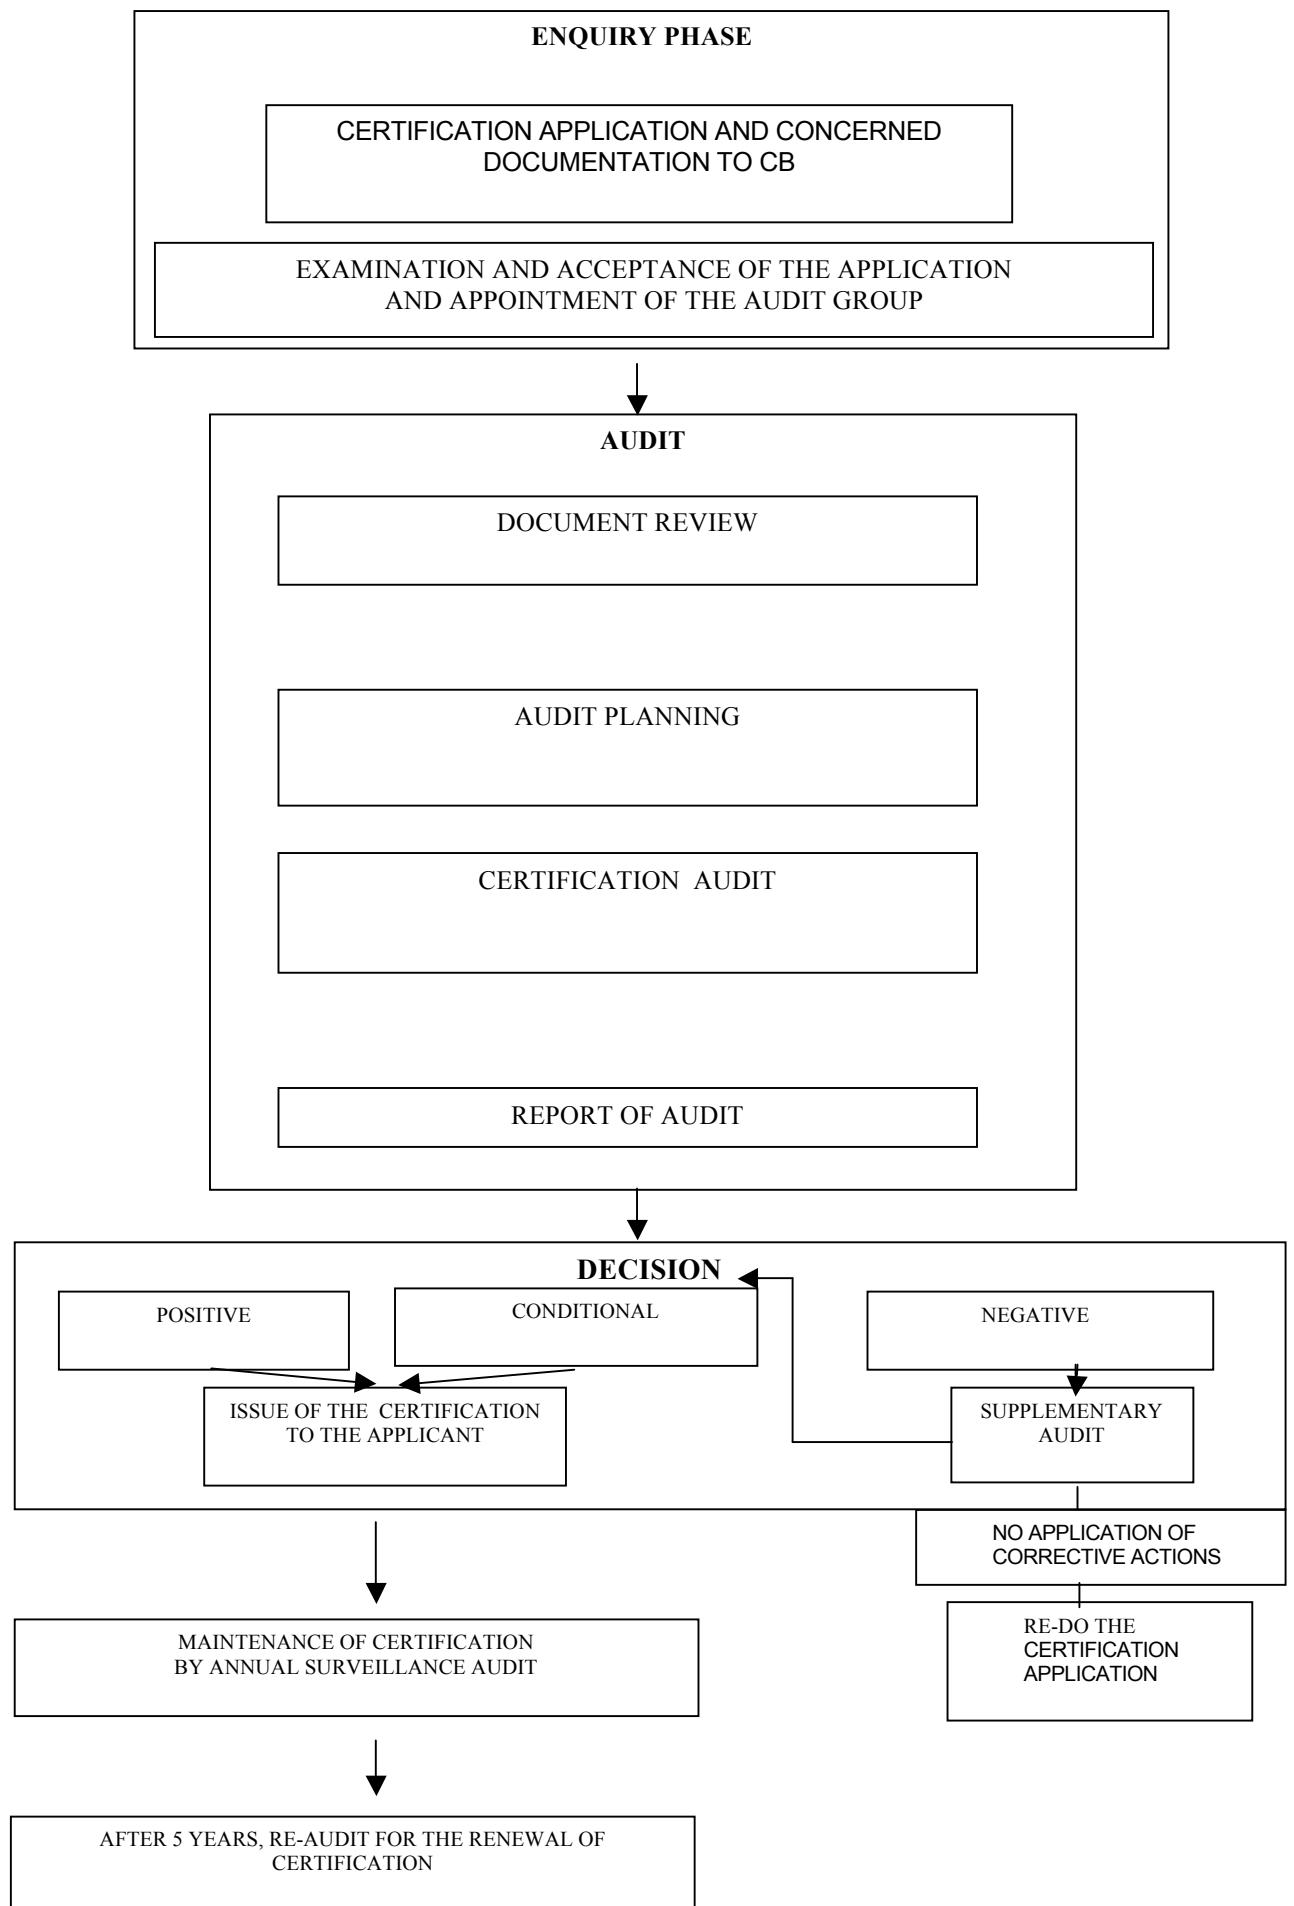 ENQUIRY PHASE
CERTIFICATION APPLICATION AND CONCERNED
DOCUMENTATION TO CB
EXAMINATION AND ACCEPTANCE OF THE APPLICATION
AND APPOINTMENT OF THE AUDIT GROUP
AUDIT
DOCUMENT REVIEW
AUDIT PLANNING
CERTIFICATION AUDIT
REPORT OF AUDIT
DECISION
POSITIVE
CONDITIONAL
NEGATIVE
ISSUE OF THE CERTIFICATION
TO THE APPLICANT
SUPPLEMENTARY
AUDIT
NO APPLICATION OF
CORRECTIVE ACTIONS
MAINTENANCE OF CERTIFICATION
BY ANNUAL SURVEILLANCE AUDIT
RE-DO THE
CERTIFICATION
APPLICATION
AFTER 5 YEARS, RE-AUDIT FOR THE RENEWAL OF
CERTIFICATION